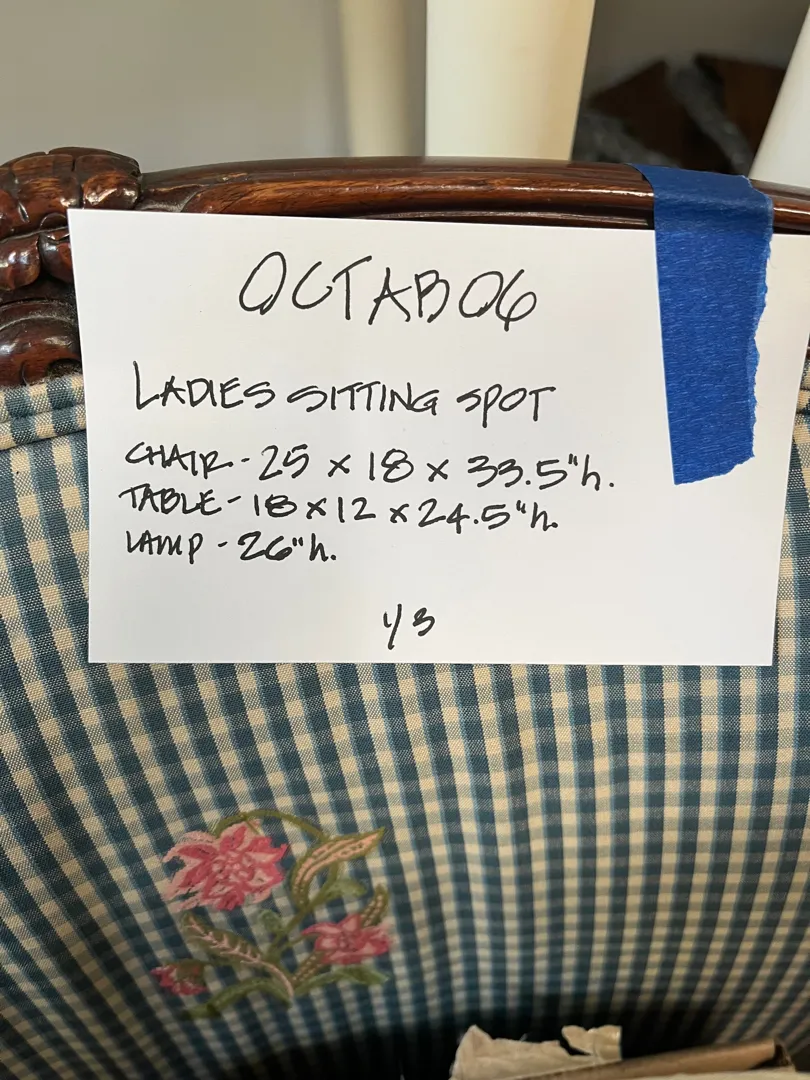 OCTAB06
LADIES SITTING SPOT
CHAIR - 25 x 18 x 33.5"h.
TABLE - 18 x 12 x 24.5"h.
LAMP - 26"h.
1/3